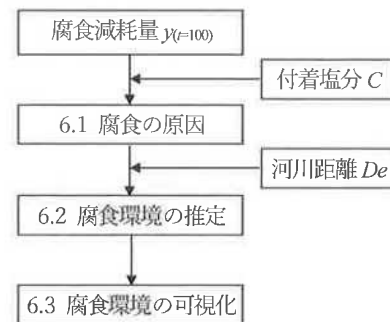 腐食減耗量 y(t=100)
付着塩分 C
6.1 腐食の原因
河川距離 De
6.2 腐食環境の推定
6.3 腐食環境の可視化